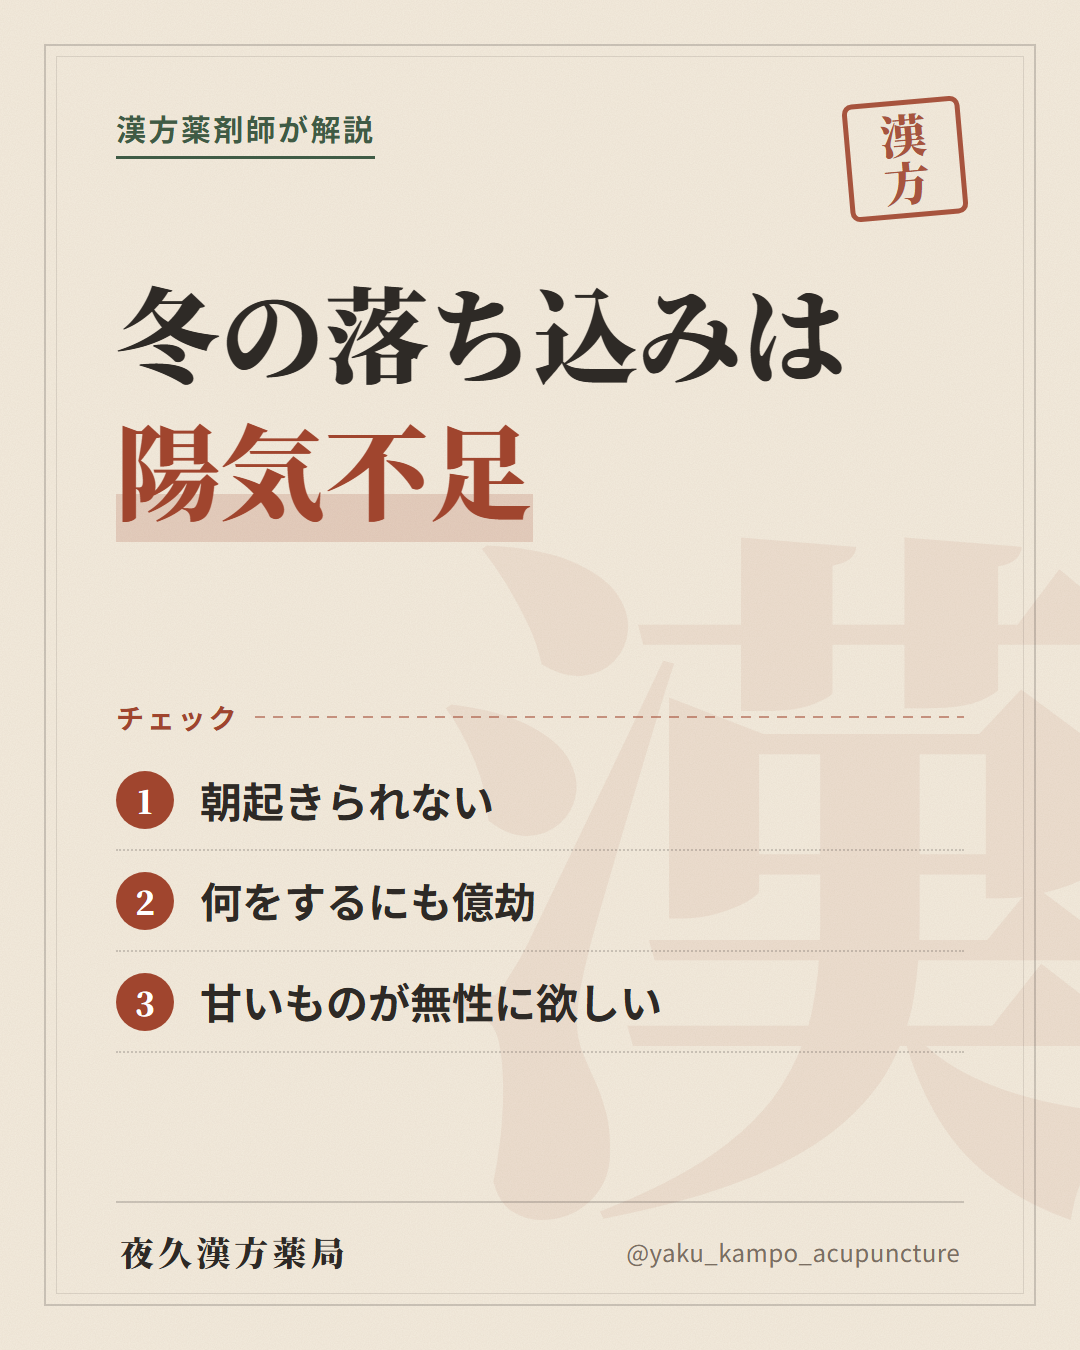 漢方薬剤師が解説
漢方
冬の落ち込みは
陽気不足
チェック
1 朝起きられない
2 何をするにも億劫
3 甘いものが無性に欲しい
漢
夜久漢方薬局
@yaku_kampo_acupuncture